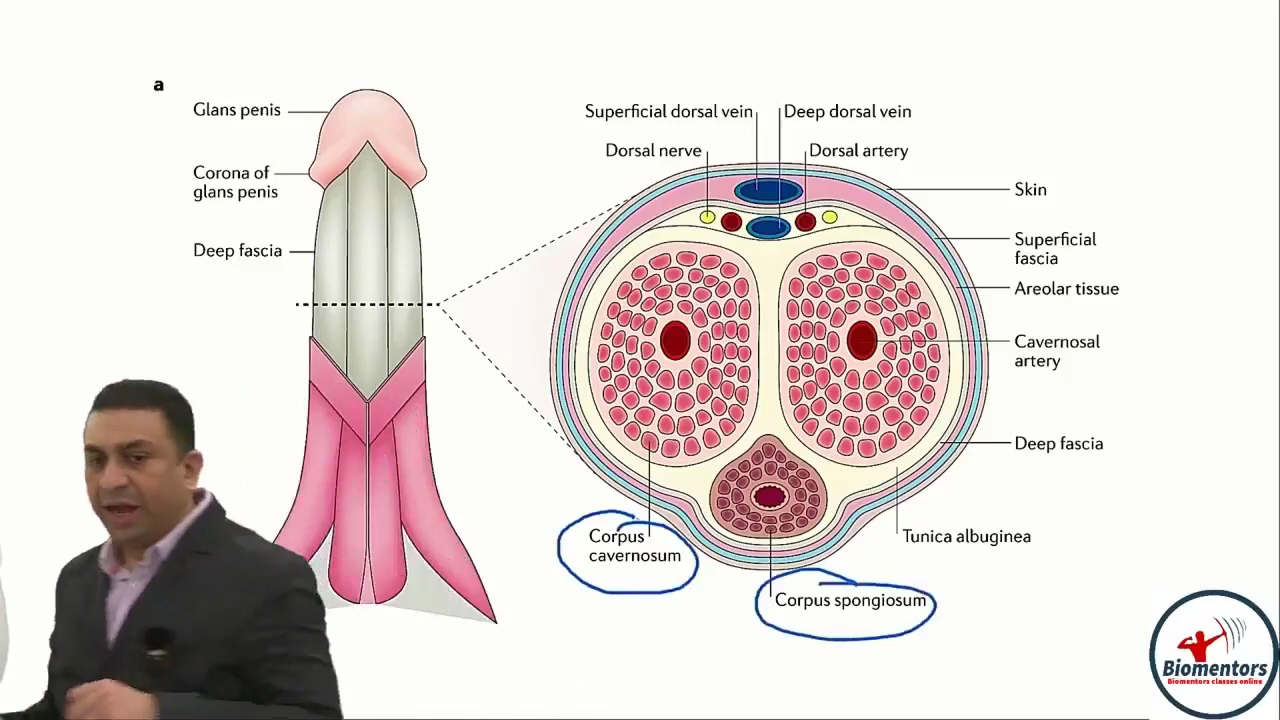 a
Glans penis
Corona of
glans penis
Deep fascia
Superficial dorsal vein
Deep dorsal vein
Dorsal nerve
Dorsal artery
Skin
Superficial
fascia
Areolar tissue
Cavernosal
artery
Deep fascia
Tunica albuginea
Corpus
cavernosum
Corpus spongiosum
Biomentors
Biomentors classes online